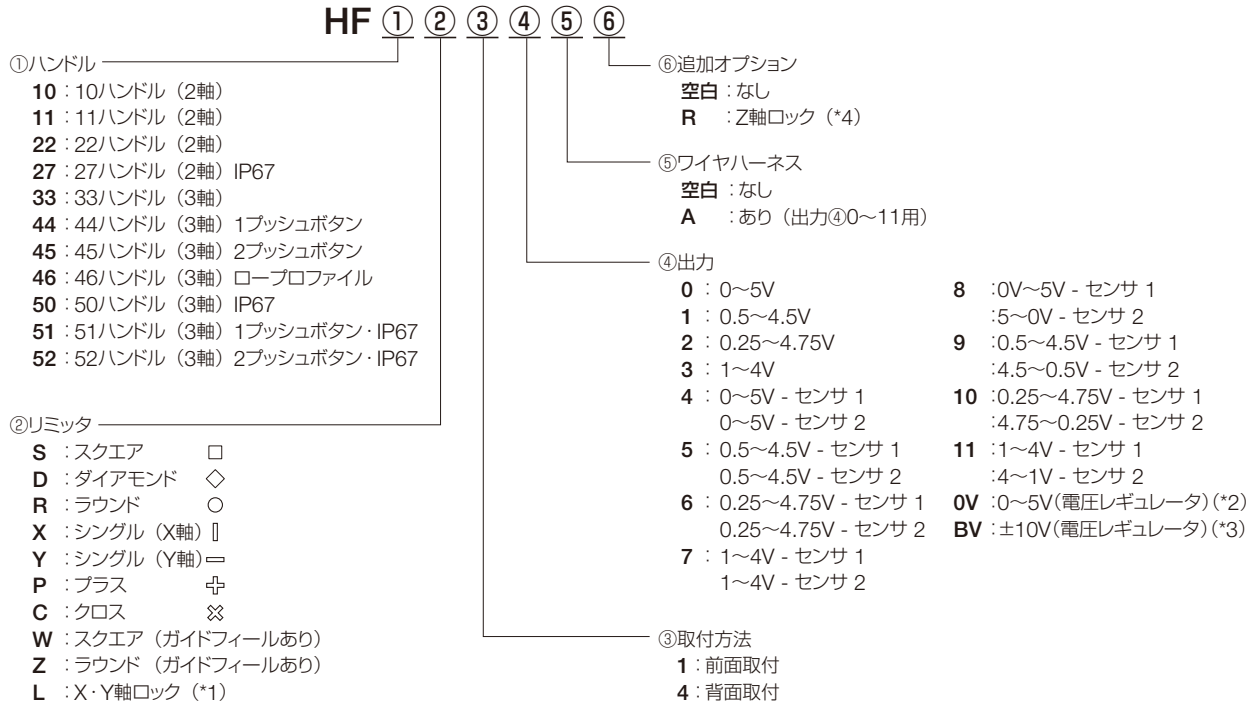 HF ① ② ③ ④ ⑤ ⑥
①ハンドル
10：10ハンドル（2軸）
11：11ハンドル（2軸）
22：22ハンドル（2軸）
27：27ハンドル（2軸）IP67
33：33ハンドル（3軸）
44：44ハンドル（3軸）1プッシュボタン
45：45ハンドル（3軸）2プッシュボタン
46：46ハンドル（3軸）ロープロファイル
50：50ハンドル（3軸）IP67
51：51ハンドル（3軸）1プッシュボタン・IP67
52：52ハンドル（3軸）2プッシュボタン・IP67
②リミッタ
S：スクエア
D：ダイアモンド
R：ラウンド
X：シングル（X軸）
Y：シングル（Y軸）
P：プラス
C：クロス
W：スクエア（ガイドフィールあり）
Z：ラウンド（ガイドフィールあり）
L：X・Y軸ロック（*1）
⑥追加オプション
空白：なし
R：Z軸ロック（*4）
⑤ワイヤハーネス
空白：なし
A：あり（出力④0～11用）
④出力
0：0～5V
1：0.5～4.5V
2：0.25～4.75V
3：1～4V
4：0～5V - センサ 1
0～5V - センサ 2
5：0.5～4.5V - センサ 1
0.5～4.5V - センサ 2
6：0.25～4.75V - センサ 1
0.25～4.75V - センサ 2
7：1～4V - センサ 1
1～4V - センサ 2
8：0V～5V - センサ 1
：5～0V - センサ 2
9：0.5～4.5V - センサ 1
：4.5～0.5V - センサ 2
10：0.25～4.75V - センサ 1
：4.75～0.25V - センサ 2
11：1～4V - センサ 1
：4～1V - センサ 2
0V：0～5V（電圧レギュレータ）（*2）
BV：±10V（電圧レギュレータ）（*3）
③取付方法
1：前面取付
4：背面取付